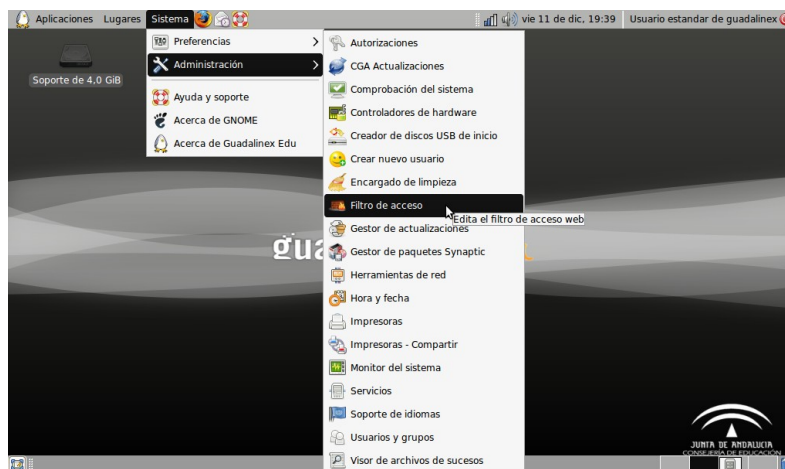 Aplicaciones Lugares Sistema vie 11 de dic, 19:39 Usuario estandar de guadalinex
Soporte de 4,0 GiB
Preferencias
Administración
Ayuda y soporte
Acerca de GNOME
Acerca de Guadalinex Edu
Autorizaciones
CGA Actualizaciones
Comprobación del sistema
Controladores de hardware
Creador de discos USB de inicio
Crear nuevo usuario
Encargado de limpieza
Filtro de acceso
Edita el filtro de acceso web
Gestor de actualizaciones
Gestor de paquetes Synaptic
Herramientas de red
Hora y fecha
Impresoras
Impresoras - Compartir
Monitor del sistema
Servicios
Soporte de idiomas
Usuarios y grupos
Visor de archivos de sucesos
JUNTA DE ANDALUCIA
CONSEJERÍA DE EDUCACIÓN